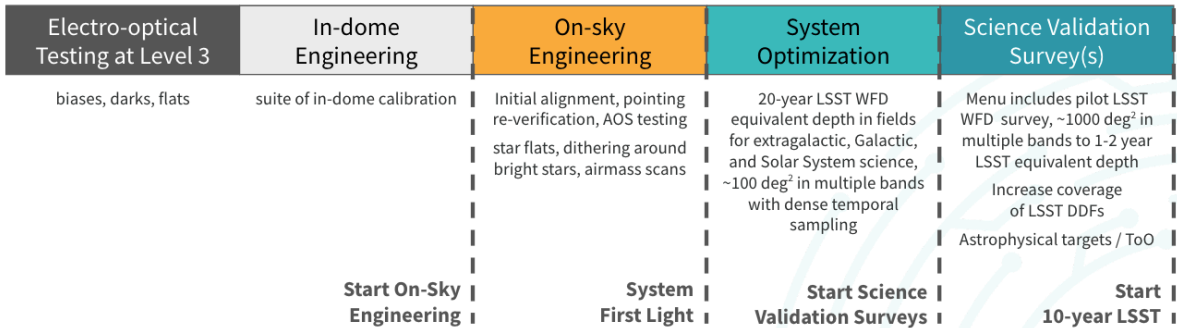 Electro-optical
Testing at Level 3
In-dome
Engineering
On-sky
Engineering
System
Optimization
Science Validation
Survey(s)
biases, darks, flats
suite of in-dome calibration
Initial alignment, pointing
re-verification, AOS testing
star flats, dithering around
bright stars, airmass scans
20-year LSST WFD
equivalent depth in fields
for extragalactic, Galactic,
and Solar System science,
~100 deg² in multiple bands
with dense temporal
sampling
Menu includes pilot LSST
WFD survey, ~1000 deg² in
multiple bands to 1-2 year
LSST equivalent depth
Increase coverage
of LSST DDFs
Astrophysical targets / ToO
Start On-Sky
Engineering
System
First Light
Start Science
Validation Surveys
Start
10-year LSST